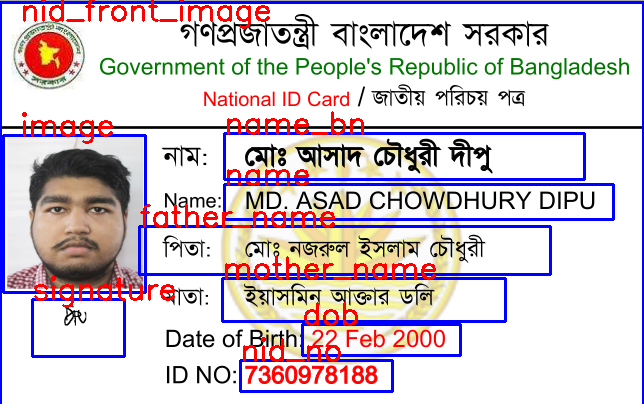 nid_front_image
গণপ্রজাতন্ত্রী বাংলাদেশ সরকার
Government of the People's Republic of Bangladesh
National ID Card / জাতীয় পরিচয় পত্র
image
name_bn
নাম: মোঃ আসাদ চৌধুরী দীপু
name
Name: MD. ASAD CHOWDHURY DIPU
father_name
পিতা: মোঃ নজরুল ইসলাম চৌধুরী
mother_name
মাতা: ইয়াসমিন আক্তার ডলি
signature
dob
Date of Birth: 22 Feb 2000
nid_no
ID NO: 7360978188